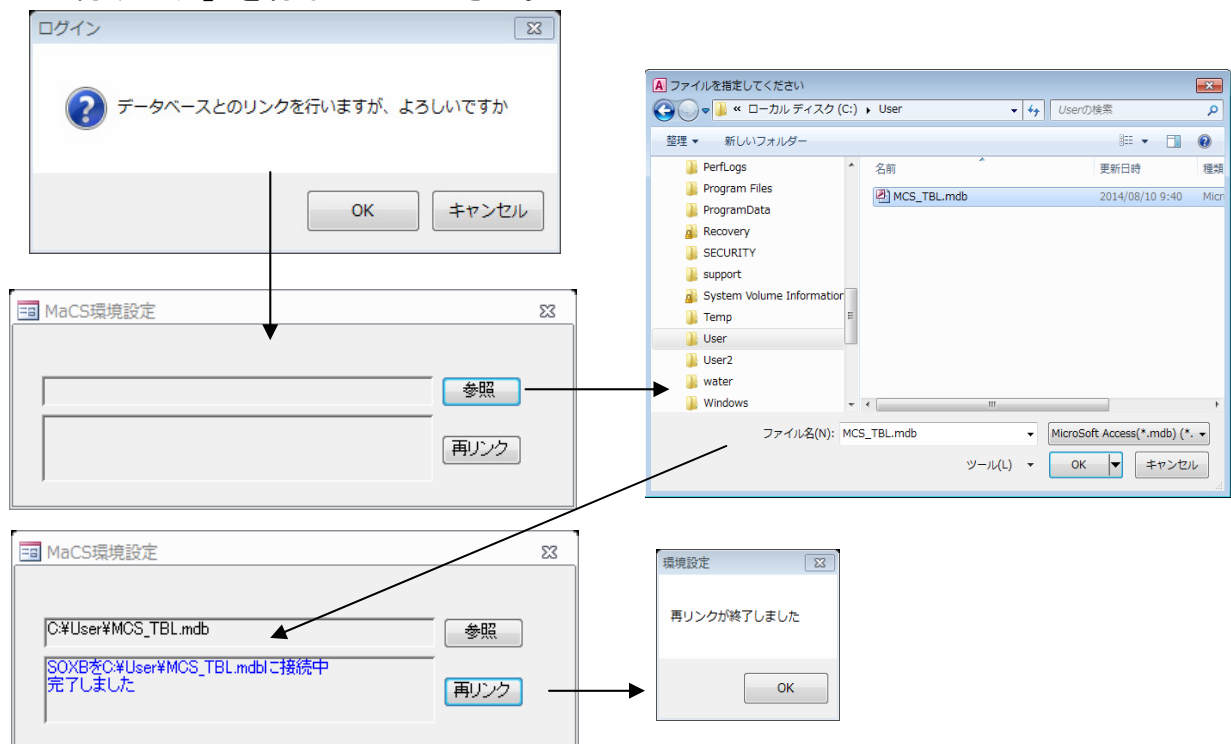 ログイン
データベースとのリンクを行いますが、よろしいですか
OK
キャンセル
MaCS環境設定
参照
再リンク
ファイルを指定してください
« ローカル ディスク (C:) ▸ User
Userの検索
整理
新しいフォルダー
PerfLogs
Program Files
ProgramData
Recovery
SECURITY
support
System Volume Information
Temp
User
User2
water
Windows
名前
更新日時
種類
MCS_TBL.mdb
2014/08/10 9:40
Micr
ファイル名(N):
MCS_TBL.mdb
MicroSoft Access(*.mdb) (*.
ツール(L)
OK
キャンセル
MaCS環境設定
C:¥User¥MCS_TBL.mdb
参照
SOXBをC:¥User¥MCS_TBL.mdbに接続中
完了しました
再リンク
環境設定
再リンクが終了しました
OK